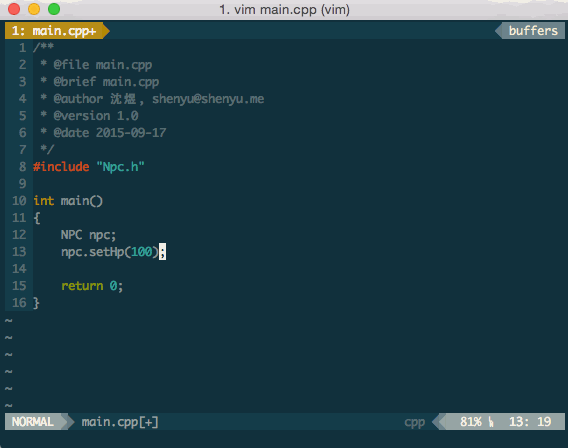 1. vim main.cpp (vim)
1: main.cpp+ buffers
1 /**
2  * @file main.cpp
3  * @brief main.cpp
4  * @author 沈煜, shenyu@shenyu.me
5  * @version 1.0
6  * @date 2015-09-17
7  */
8 #include "Npc.h"
9
10 int main()
11 {
12     NPC npc;
13     npc.setHp(100);
14
15     return 0;
16 }
~
~
~
~
~
~
NORMAL main.cpp[+] cpp 81% 13: 19